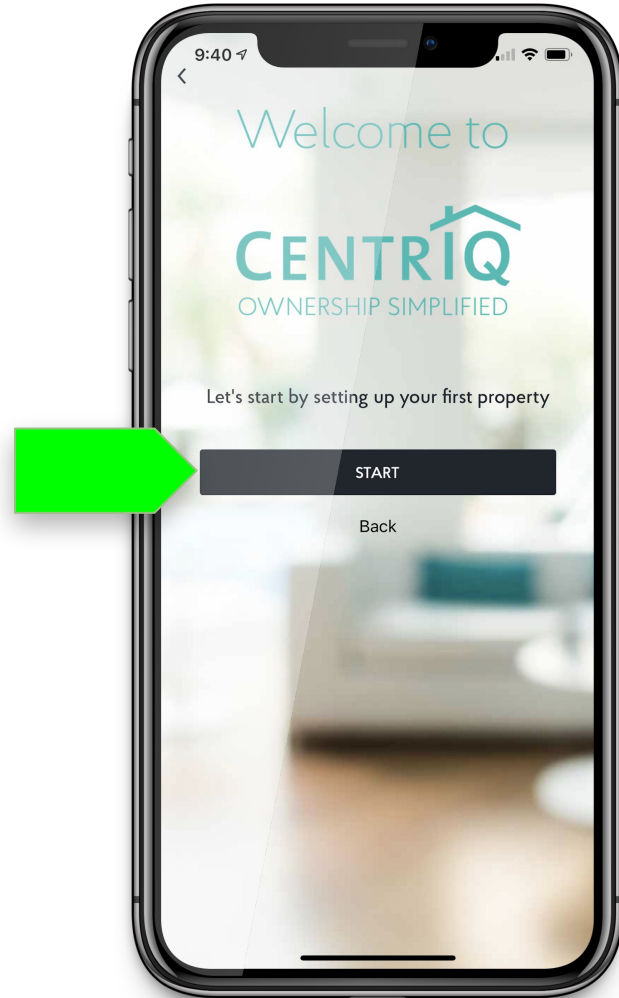 9:40
Welcome to
CENTRIQ
OWNERSHIP SIMPLIFIED
Let's start by setting up your first property
START
Back